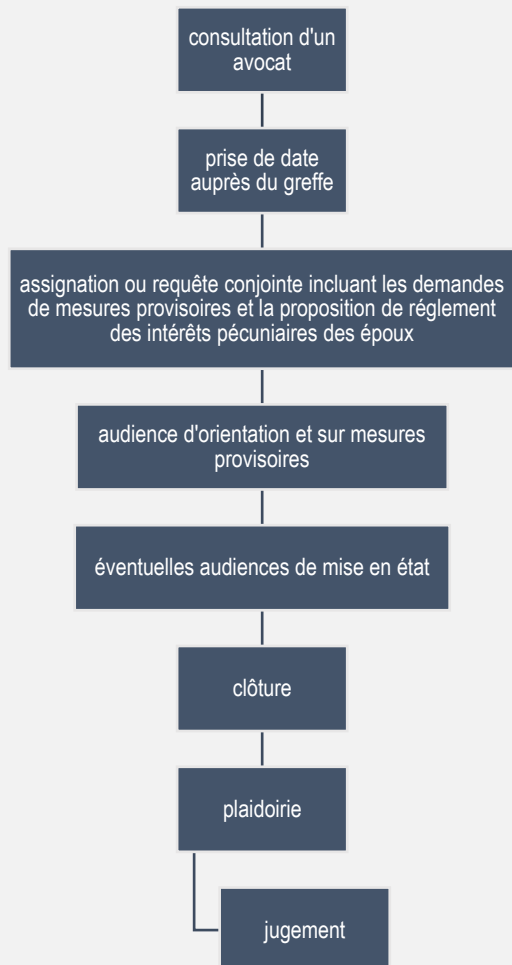 consultation d'un
avocat
prise de date
auprès du greffe
assignation ou requête conjointe incluant les demandes
de mesures provisoires et la proposition de réglement
des intérêts pécuniaires des époux
audience d'orientation et sur mesures
provisoires
éventuelles audiences de mise en état
clôture
plaidoirie
jugement